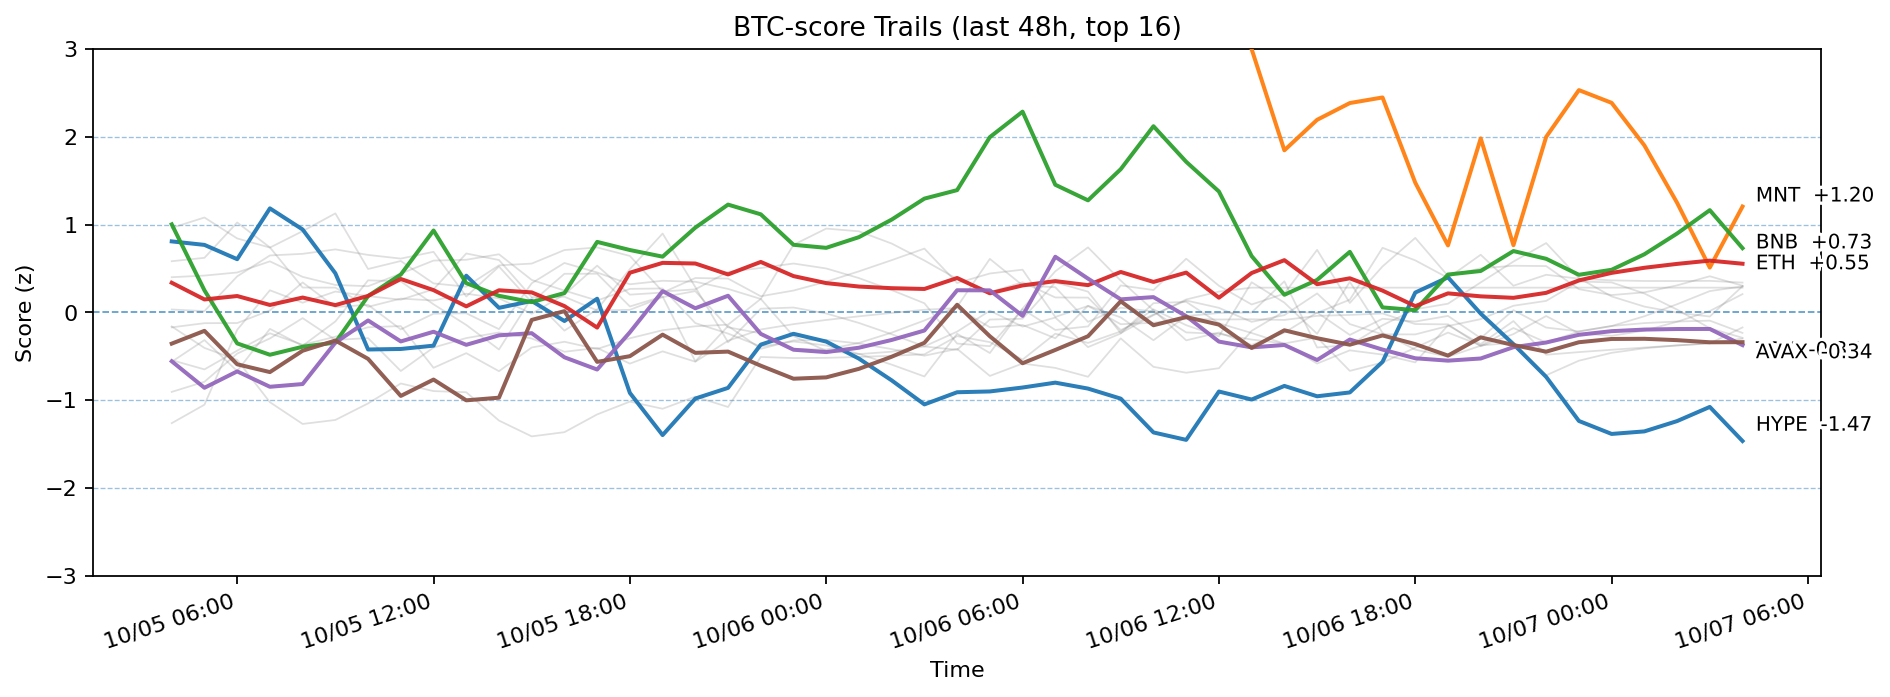 BTC-score Trails (last 48h, top 16)
Score (z)
3
2
1
0
−1
−2
−3
MNT +1.20
BNB +0.73
ETH +0.55
AVAX -0.34
HYPE -1.47
10/05 06:00
10/05 12:00
10/05 18:00
10/06 00:00
10/06 06:00
10/06 12:00
10/06 18:00
10/07 00:00
10/07 06:00
Time